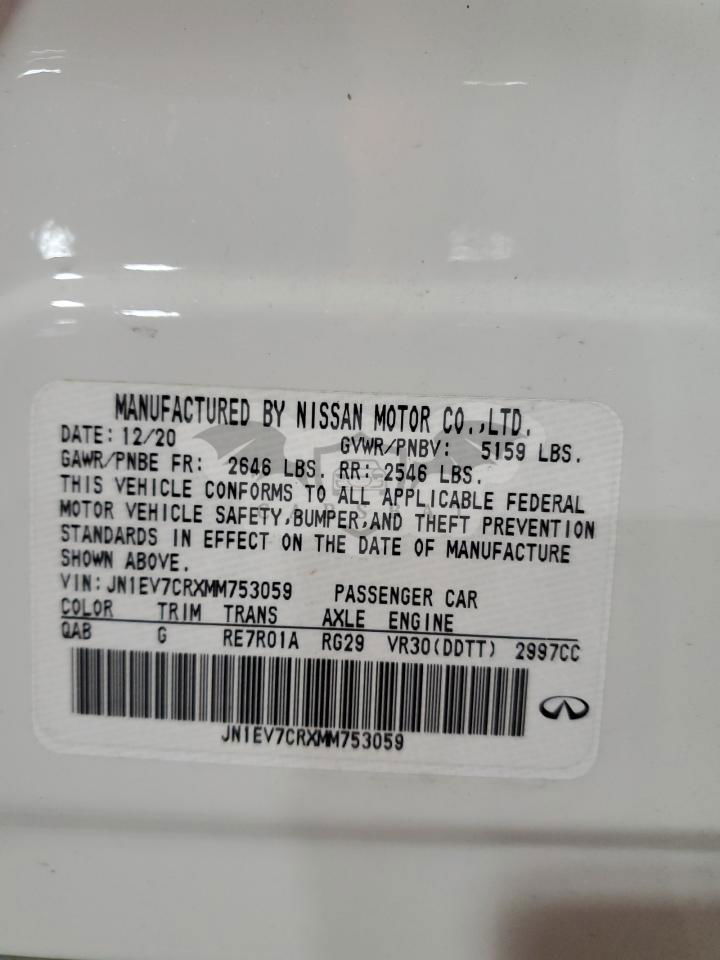 MANUFACTURED BY NISSAN MOTOR CO.,LTD.
DATE: 12/20 GVWR/PNBV: 5159 LBS.
GAWR/PNBE FR: 2646 LBS. RR: 2546 LBS.
THIS VEHICLE CONFORMS TO ALL APPLICABLE FEDERAL
MOTOR VEHICLE SAFETY,BUMPER,AND THEFT PREVENTION
STANDARDS IN EFFECT ON THE DATE OF MANUFACTURE
SHOWN ABOVE.
VIN: JN1EV7CRXMM753059 PASSENGER CAR
COLOR TRIM TRANS AXLE ENGINE
QAB G RE7R01A RG29 VR30(DDTT) 2997CC
JN1EV7CRXMM753059